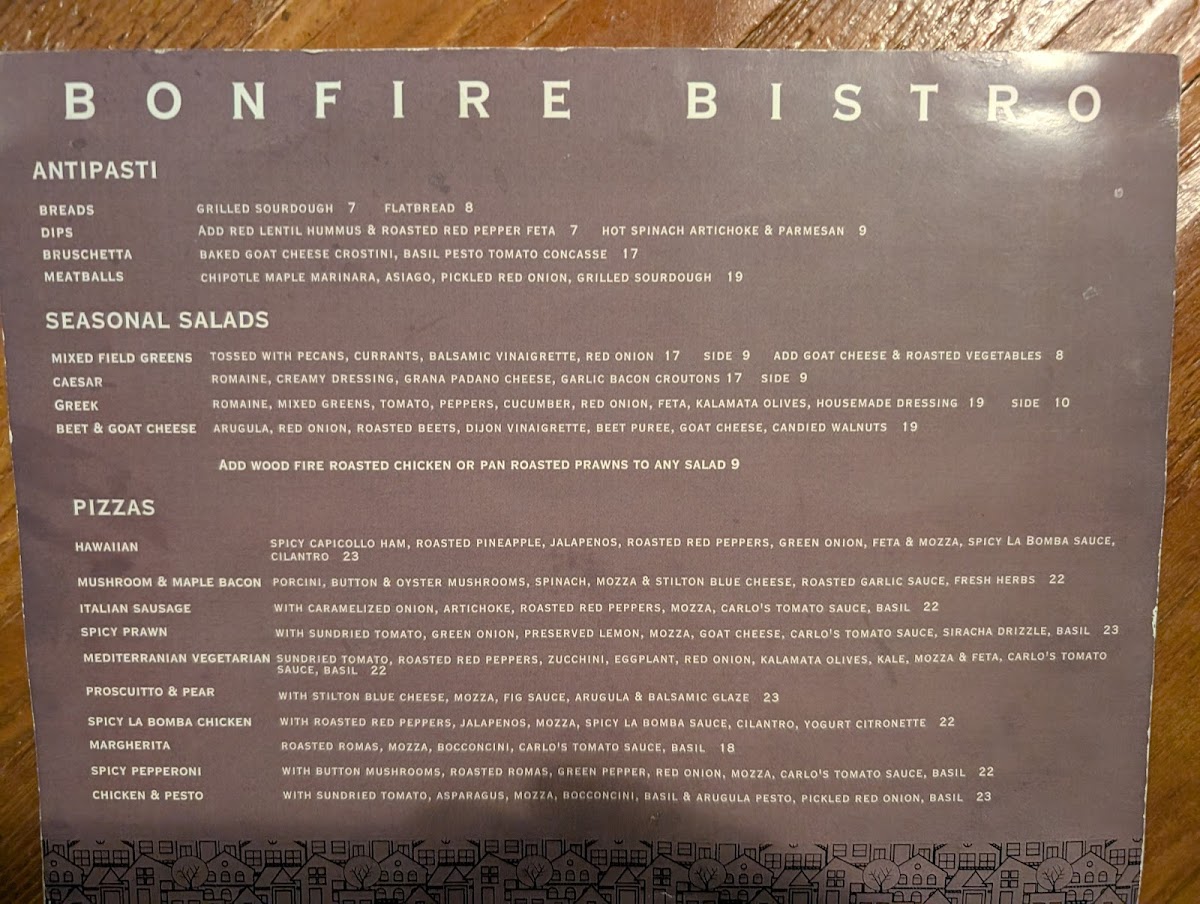 BONFIRE BISTRO
ANTIPASTI
BREADS GRILLED SOURDOUGH 7 FLATBREAD 8
DIPS ADD RED LENTIL HUMMUS & ROASTED RED PEPPER FETA 7 HOT SPINACH ARTICHOKE & PARMESAN 9
BRUSCHETTA BAKED GOAT CHEESE CROSTINI, BASIL PESTO TOMATO CONCASSE 17
MEATBALLS CHIPOTLE MAPLE MARINARA, ASIAGO, PICKLED RED ONION, GRILLED SOURDOUGH 19
SEASONAL SALADS
MIXED FIELD GREENS TOSSED WITH PECANS, CURRANTS, BALSAMIC VINAIGRETTE, RED ONION 17 SIDE 9 ADD GOAT CHEESE & ROASTED VEGETABLES 8
CAESAR ROMAINE, CREAMY DRESSING, GRANA PADANO CHEESE, GARLIC BACON CROUTONS 17 SIDE 9
GREEK ROMAINE, MIXED GREENS, TOMATO, PEPPERS, CUCUMBER, RED ONION, FETA, KALAMATA OLIVES, HOUSEMADE DRESSING 19 SIDE 10
BEET & GOAT CHEESE ARUGULA, RED ONION, ROASTED BEETS, DIJON VINAIGRETTE, BEET PUREE, GOAT CHEESE, CANDIED WALNUTS 19
ADD WOOD FIRE ROASTED CHICKEN OR PAN ROASTED PRAWNS TO ANY SALAD 9
PIZZAS
HAWAIIAN SPICY CAPICOLLO HAM, ROASTED PINEAPPLE, JALAPENOS, ROASTED RED PEPPERS, GREEN ONION, FETA & MOZZA, SPICY LA BOMBA SAUCE,
CILANTRO 23
MUSHROOM & MAPLE BACON PORCINI, BUTTON & OYSTER MUSHROOMS, SPINACH, MOZZA & STILTON BLUE CHEESE, ROASTED GARLIC SAUCE, FRESH HERBS 22
ITALIAN SAUSAGE WITH CARAMELIZED ONION, ARTICHOKE, ROASTED RED PEPPERS, MOZZA, CARLO'S TOMATO SAUCE, BASIL 22
SPICY PRAWN WITH SUNDRIED TOMATO, GREEN ONION, PRESERVED LEMON, MOZZA, GOAT CHEESE, CARLO'S TOMATO SAUCE, SIRACHA DRIZZLE, BASIL 23
MEDITERRANIAN VEGETARIAN SUNDRIED TOMATO, ROASTED RED PEPPERS, ZUCCHINI, EGGPLANT, RED ONION, KALAMATA OLIVES, KALE, MOZZA & FETA, CARLO'S TOMATO
SAUCE, BASIL 22
PROSCUITTO & PEAR WITH STILTON BLUE CHEESE, MOZZA, FIG SAUCE, ARUGULA & BALSAMIC GLAZE 23
SPICY LA BOMBA CHICKEN WITH ROASTED RED PEPPERS, JALAPENOS, MOZZA, SPICY LA BOMBA SAUCE, CILANTRO, YOGURT CITRONETTE 22
MARGHERITA ROASTED ROMAS, MOZZA, BOCCONCINI, CARLO'S TOMATO SAUCE, BASIL 18
SPICY PEPPERONI WITH BUTTON MUSHROOMS, ROASTED ROMAS, GREEN PEPPER, RED ONION, MOZZA, CARLO'S TOMATO SAUCE, BASIL 22
CHICKEN & PESTO WITH SUNDRIED TOMATO, ASPARAGUS, MOZZA, BOCCONCINI, BASIL & ARUGULA PESTO, PICKLED RED ONION, BASIL 23